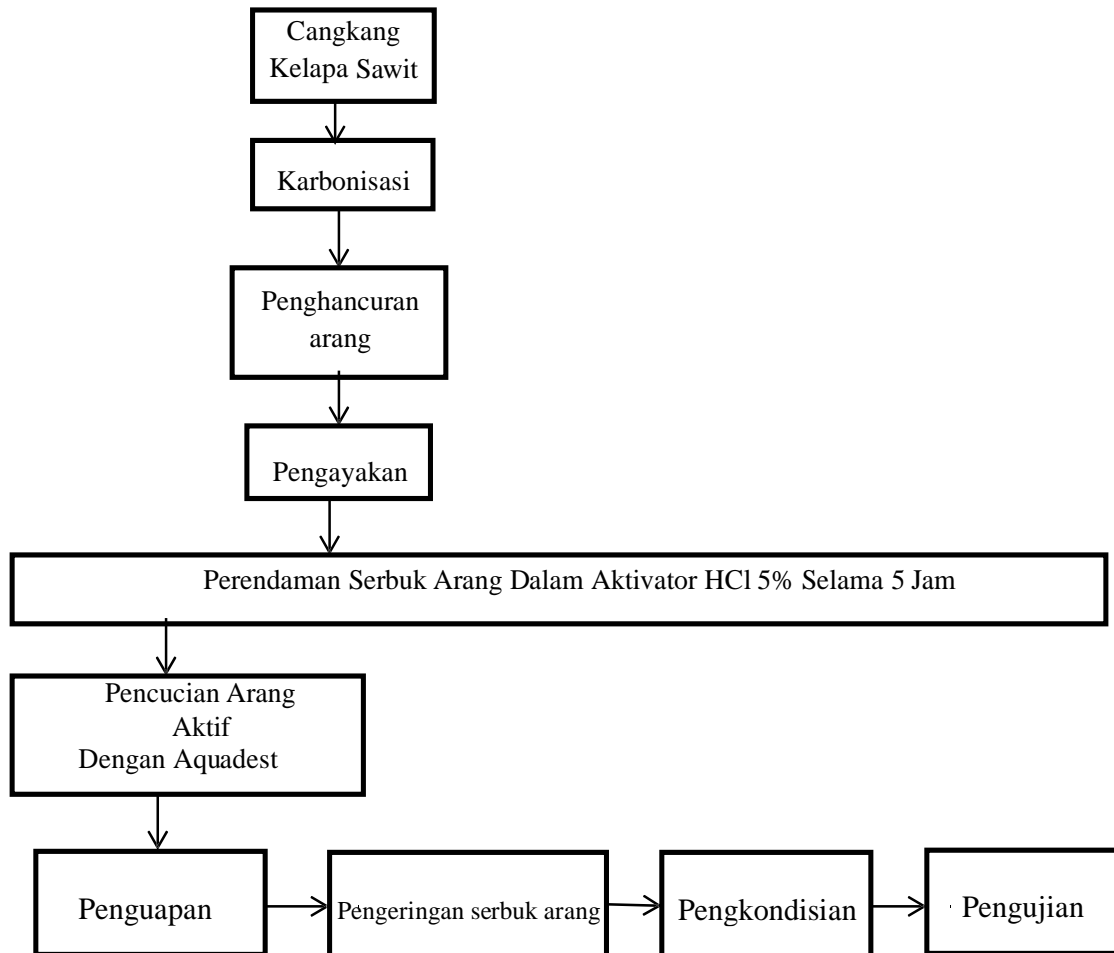 Cangkang
Kelapa Sawit
Karbonisasi
Penghancuran
arang
Pengayakan
Perendaman Serbuk Arang Dalam Aktivator HCl 5% Selama 5 Jam
Pencucian Arang
Aktif
Dengan Aquadest
Penguapan
Pengeringan serbuk arang
Pengkondisian
Pengujian